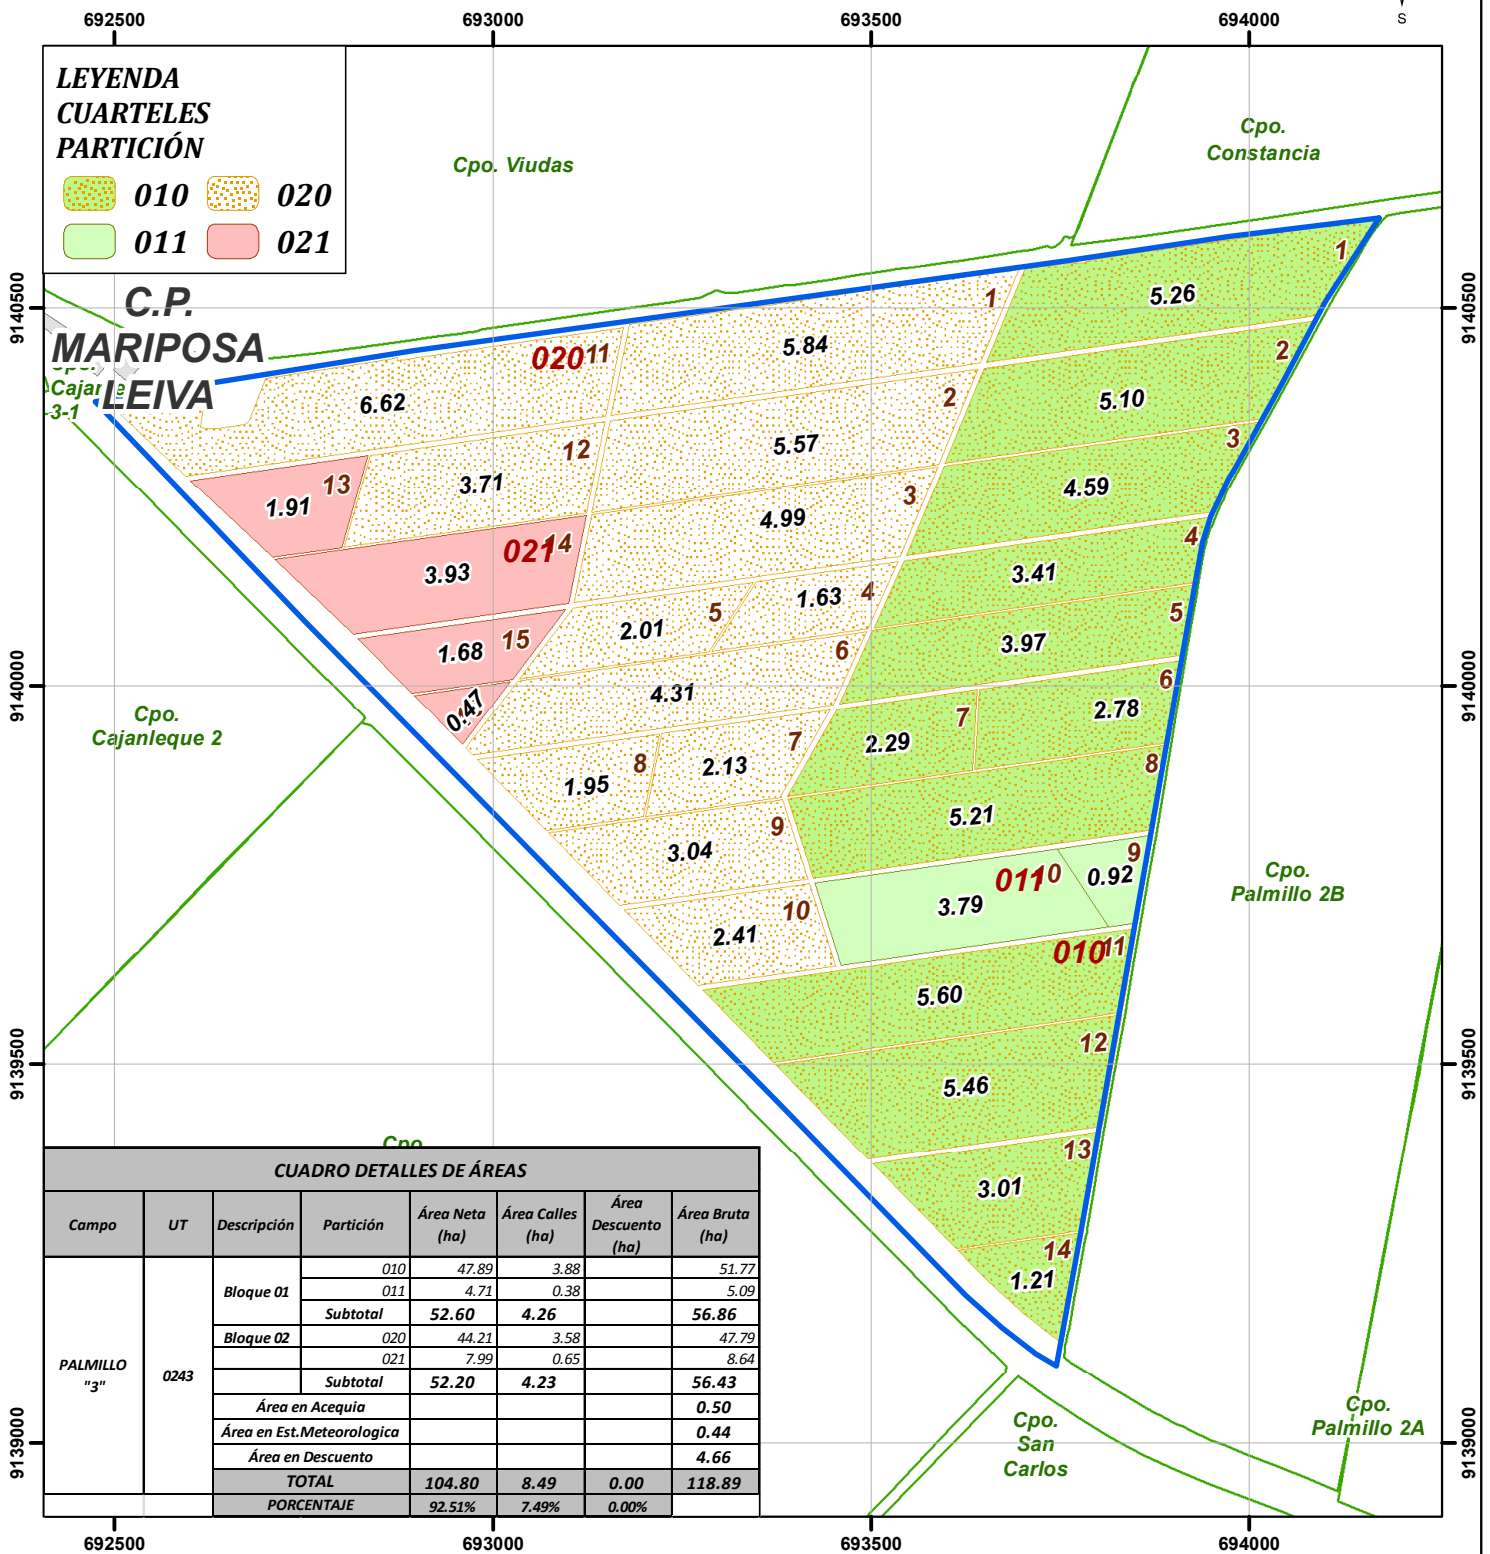 692500 693000 693500 694000
S
LEYENDA
CUARTELES
PARTICIÓN
010 020
011 021
Cpo. Viudas
Cpo.
Constancia
C.P.
MARIPOSA
LEIVA
Cpo.
Cajanle
3-1
9140500 9140500
1
5.26
1
5.84
020 11
6.62
2
5.10
2
5.57
3
4.59
12
3.71
13
1.91
3
4.99
4
3.41
021 14
3.93
4
1.63
5
2.01
5
3.97
15
1.68
6
4.31
0.47
6
2.78
7
2.29
9140000 9140000
Cpo.
Cajanleque 2
7
2.13
8
1.95
8
5.21
9
3.04
9
0.92
011 10
3.79
10
2.41
Cpo.
Palmillo 2B
010 11
5.60
12
5.46
9139500 9139500
13
3.01
14
1.21
Cpo.
CUADRO DETALLES DE ÁREAS
Campo UT Descripción Partición Área Neta (ha) Área Calles (ha) Área Descuento (ha) Área Bruta (ha)
PALMILLO "3" 0243
Bloque 01 010 47.89 3.88 51.77
011 4.71 0.38 5.09
Subtotal 52.60 4.26 56.86
Bloque 02 020 44.21 3.58 47.79
021 7.99 0.65 8.64
Subtotal 52.20 4.23 56.43
Área en Acequia 0.50
Área en Est.Meteorologica 0.44
Área en Descuento 4.66
TOTAL 104.80 8.49 0.00 118.89
PORCENTAJE 92.51% 7.49% 0.00%
Cpo.
San
Carlos
Cpo.
Palmillo 2A
9139000 9139000
692500 693000 693500 694000